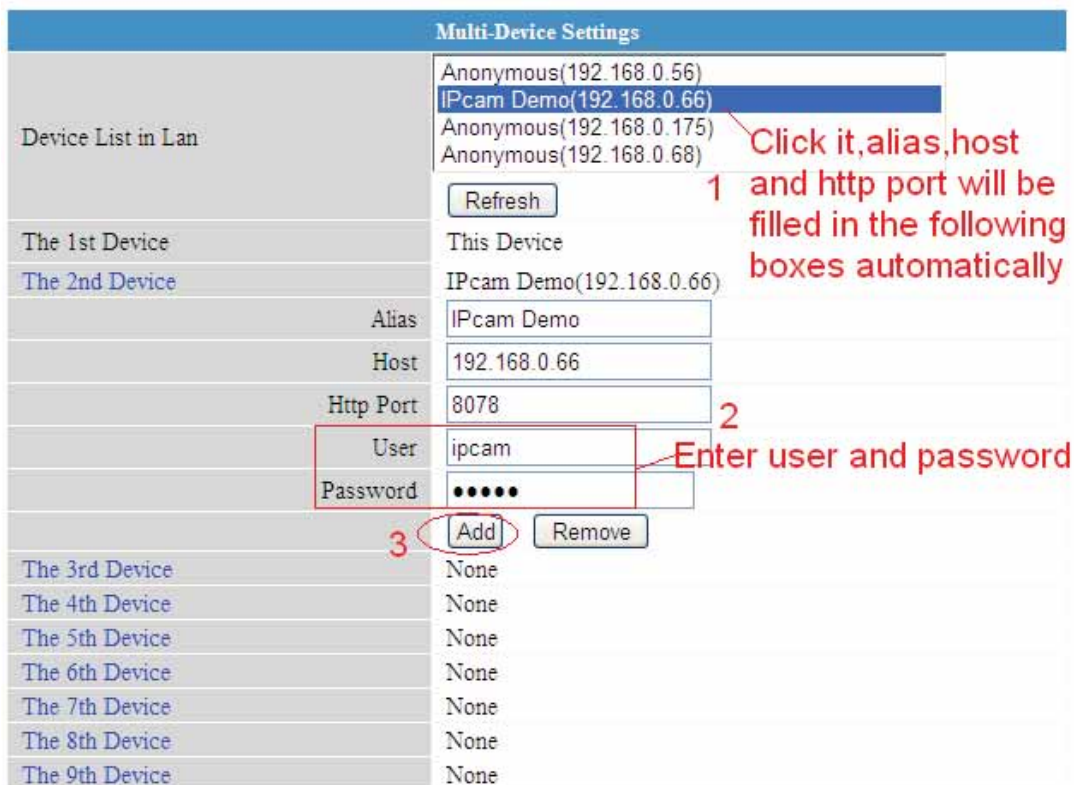 Multi-Device Settings
Device List in Lan
Anonymous(192.168.0.56)
IPcam Demo(192.168.0.66)
Anonymous(192.168.0.175)
Anonymous(192.168.0.68)
Refresh
1
Click it,alias,host
and http port will be
filled in the following
boxes automatically
The 1st Device This Device
The 2nd Device IPcam Demo(192.168.0.66)
Alias IPcam Demo
Host 192.168.0.66
Http Port 8078
2
User ipcam
Enter user and password
Password •••••
3 Add Remove
The 3rd Device None
The 4th Device None
The 5th Device None
The 6th Device None
The 7th Device None
The 8th Device None
The 9th Device None